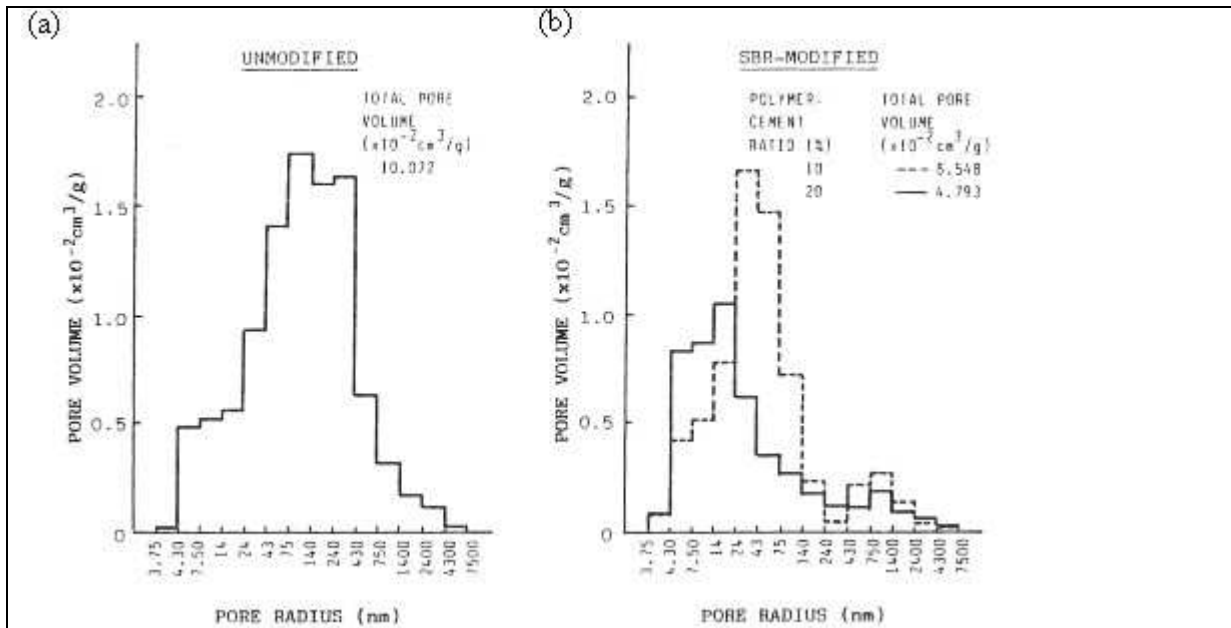 (a)
UNMODIFIED
TOTAL PORE
VOLUME
(x10⁻²cm³/g)
10.072
PORE VOLUME (x10⁻²cm³/g)
2.0
1.5
1.0
0.5
0
3.75 4.30 7.50 14 24 43 75 140 240 430 750 1400 2400 4300 7500
PORE RADIUS (nm)
(b)
SBR-MODIFIED
POLYMER- TOTAL PORE
CEMENT VOLUME
RATIO (%) (x10⁻²cm³/g)
10 6.548
20 4.793
PORE VOLUME (x10⁻²cm³/g)
2.0
1.5
1.0
0.5
0
3.75 4.30 7.50 14 24 43 75 140 240 430 750 1400 2400 4300 7500
PORE RADIUS (nm)